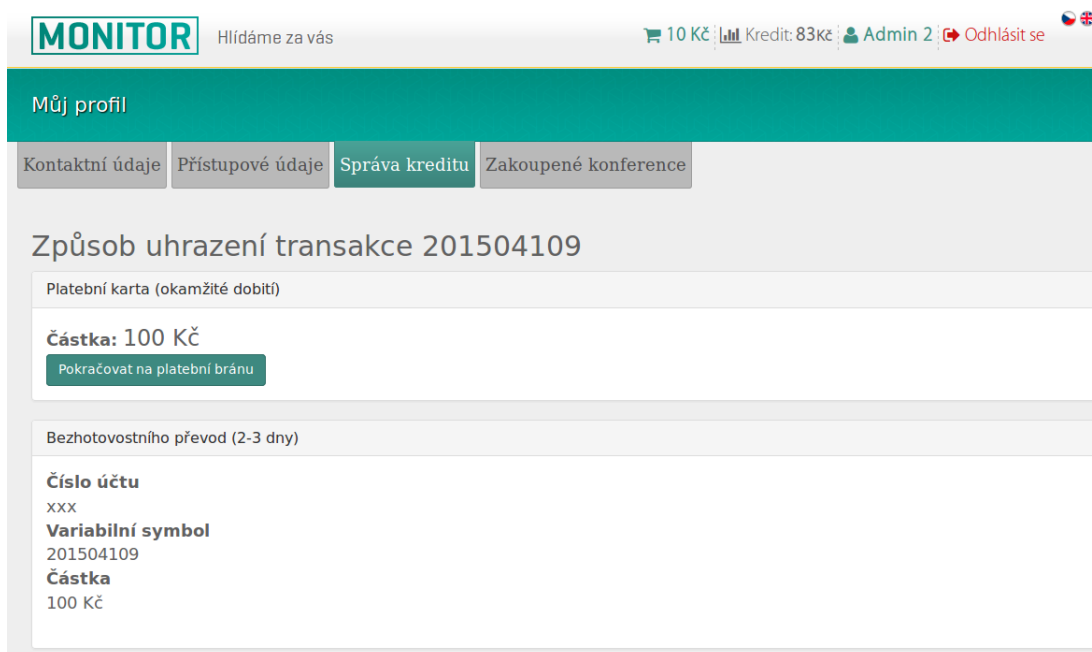 MONITOR Hlídáme za vás 10 Kč Kredit: 83Kč Admin 2 Odhlásit se
Můj profil
Kontaktní údaje Přístupové údaje Správa kreditu Zakoupené konference
Způsob uhrazení transakce 201504109
Platební karta (okamžité dobití)
Částka: 100 Kč
Pokračovat na platební bránu
Bezhotovostního převod (2-3 dny)
Číslo účtu
xxx
Variabilní symbol
201504109
Částka
100 Kč